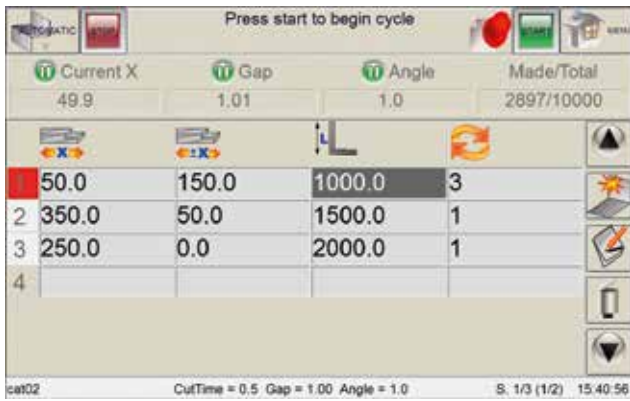 Press start to begin cycle
AUTOMATIC STOP START MENU
Current X Gap Angle Made/Total
49.9 1.01 1.0 2897/10000
X ±X L
1 50.0 150.0 1000.0 3
2 350.0 50.0 1500.0 1
3 250.0 0.0 2000.0 1
4
cat02 CutTime = 0.5 Gap = 1.00 Angle = 1.0 S. 1/3 (1/2) 15:40:56